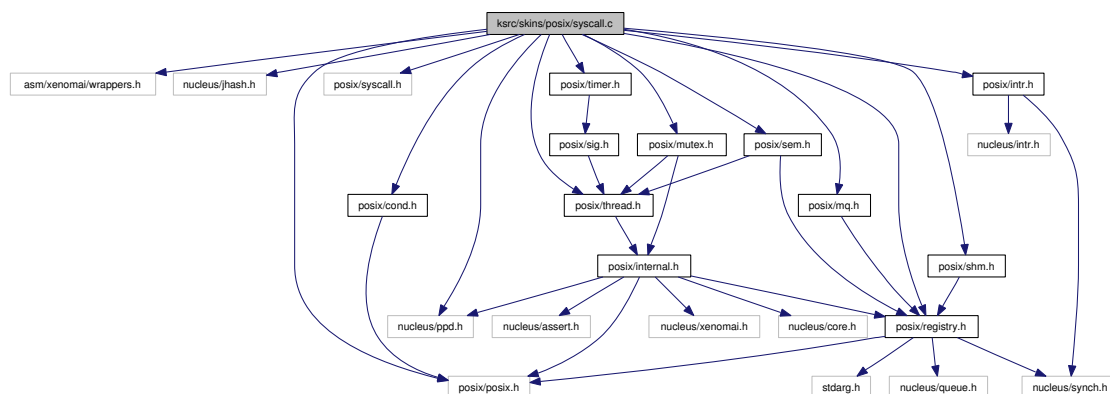 ksrc/skins/posix/syscall.c
asm/xenomai/wrappers.h
nucleus/jhash.h
posix/syscall.h
posix/timer.h
posix/intr.h
posix/sig.h
posix/mutex.h
posix/sem.h
nucleus/intr.h
posix/cond.h
posix/thread.h
posix/mq.h
posix/internal.h
posix/shm.h
nucleus/ppd.h
nucleus/assert.h
nucleus/xenomai.h
nucleus/core.h
posix/registry.h
posix/posix.h
stdarg.h
nucleus/queue.h
nucleus/synch.h